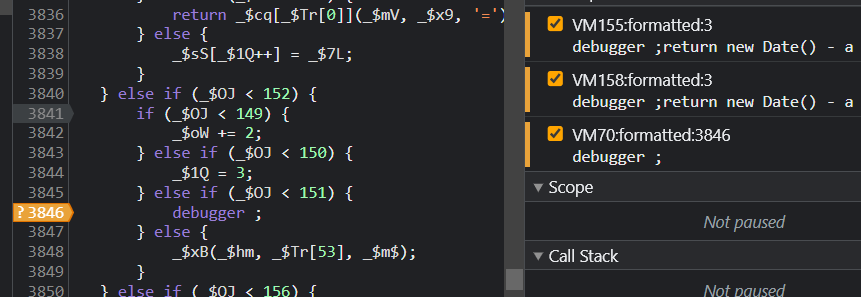 3836 return _$cq[_$Tr[0]](_$mV, _$x9, '=')
3837 } else {
3838 _$sS[_$1Q++] = _$7L;
3839 }
3840 } else if (_$OJ < 152) {
3841 if (_$OJ < 149) {
3842 _$oW += 2;
3843 } else if (_$OJ < 150) {
3844 _$1Q = 3;
3845 } else if (_$OJ < 151) {
? 3846 debugger ;
3847 } else {
3848 _$xB(_$hm, _$Tr[53], _$m$);
3849 }
3850 } else if (_$OJ < 156) {
VM155:formatted:3
debugger ;return new Date() - a
VM158:formatted:3
debugger ;return new Date() - a
VM70:formatted:3846
debugger ;
Scope
Not paused
Call Stack
Not paused